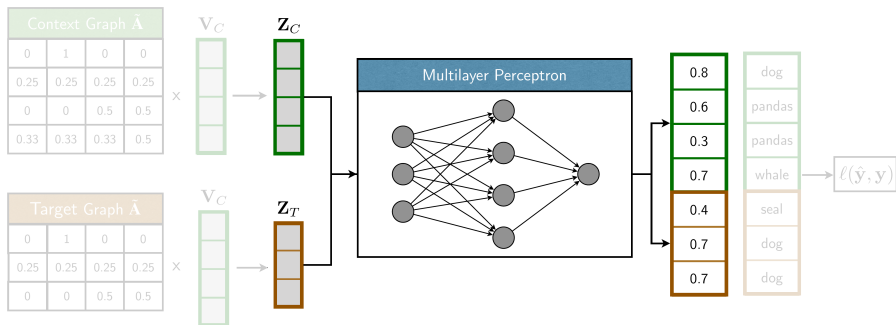 Context Graph Ã
0 1 0 0
0.25 0.25 0.25 0.25
0 0 0.5 0.5
0.33 0.33 0.33 0.5
x
V_C
Z_C
Target Graph Ã
0 1 0 0
0.25 0.25 0.25 0.25
0 0 0.5 0.5
x
V_C
Z_T
Multilayer Perceptron
0.8
0.6
0.3
0.7
0.4
0.7
0.7
dog
pandas
pandas
whale
seal
dog
dog
ℓ(ŷ, y)